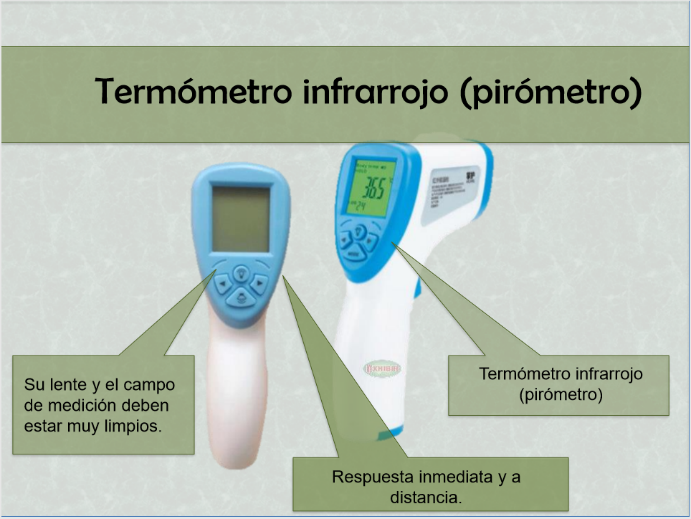 Termómetro infrarrojo (pirómetro)
36.5
Su lente y el campo
de medición deben
estar muy limpios.
Termómetro infrarrojo
(pirómetro)
Respuesta inmediata y a
distancia.